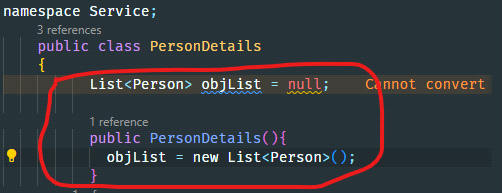 namespace Service;
3 references
public class PersonDetails
{
List<Person> objList = null; Cannot convert
1 reference
public PersonDetails(){
objList = new List<Person>();
}